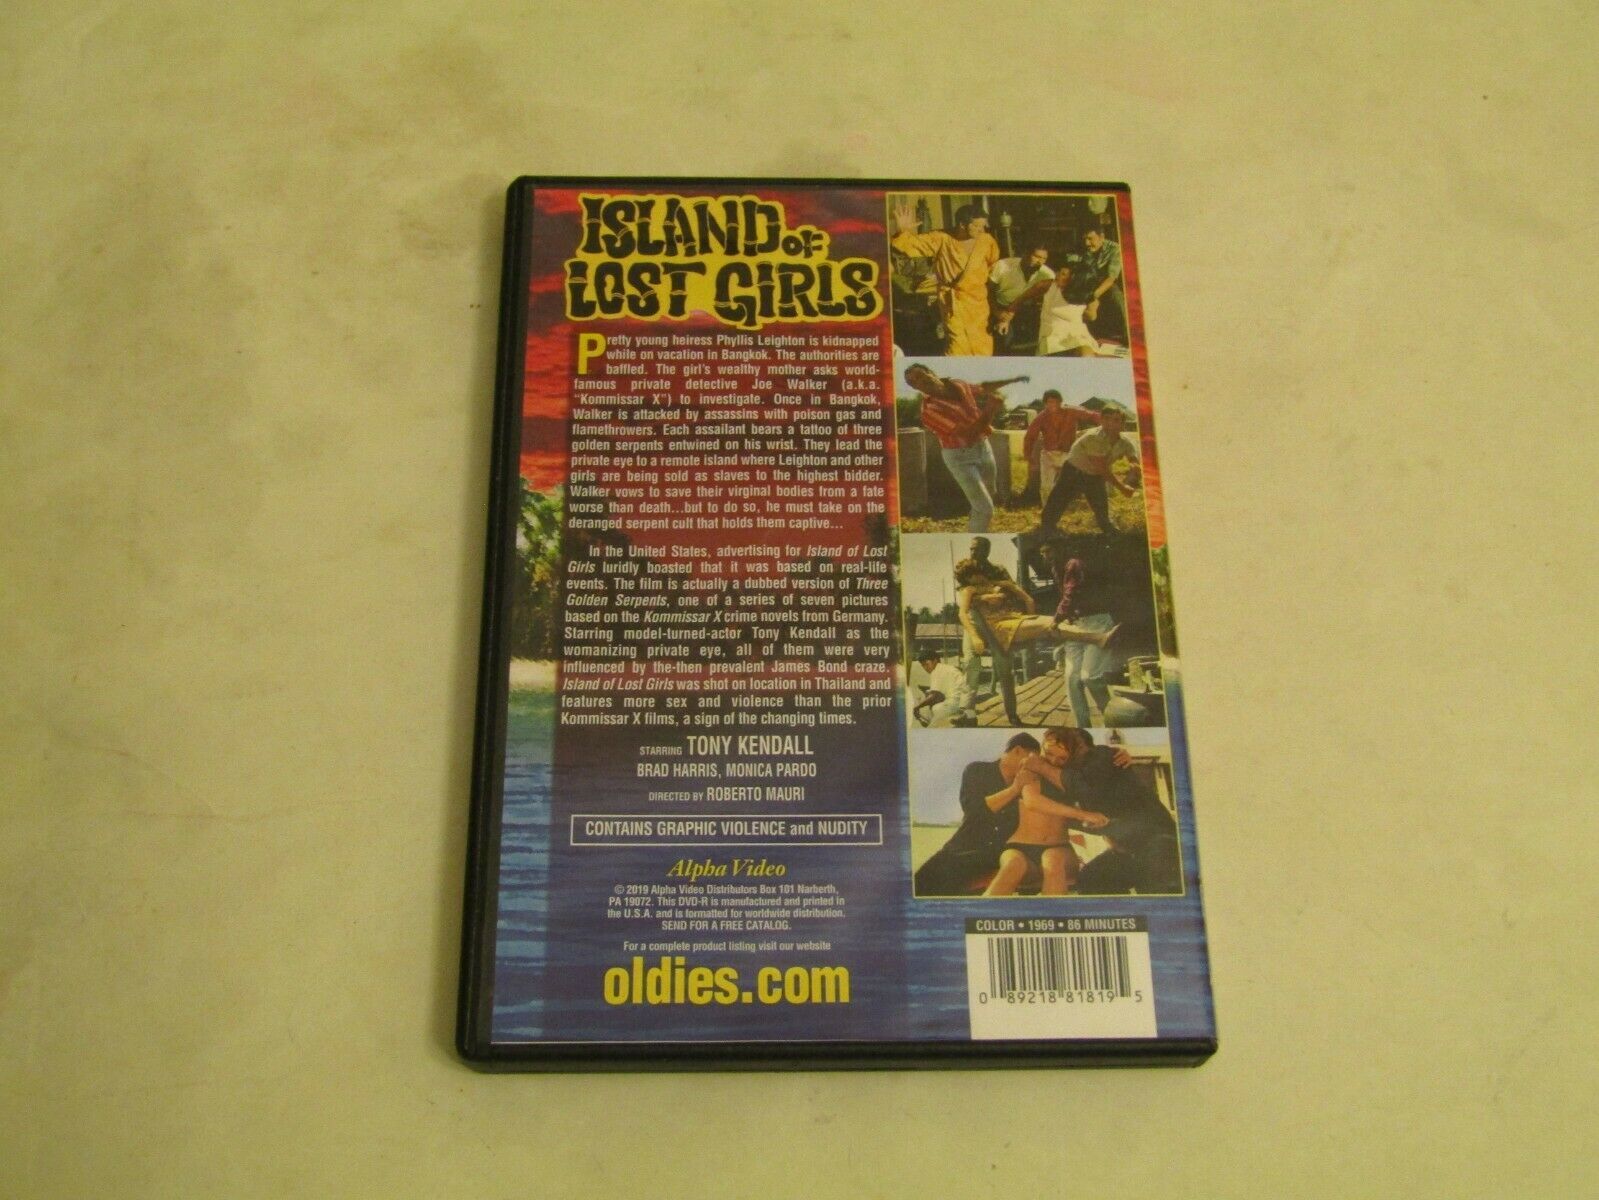 ISLAND OF
LOST GIRLS
Pretty young heiress Phyllis Leighton is kidnapped
while on vacation in Bangkok. The authorities are
baffled. The girl's wealthy mother asks world-
famous private detective Joe Walker (a.k.a.
"Kommissar X") to investigate. Once in Bangkok,
Walker is attacked by assassins with poison gas and
flamethrowers. Each assailant bears a tattoo of three
golden serpents entwined on his wrist. They lead the
private eye to a remote island where Leighton and other
girls are being sold as slaves to the highest bidder.
Walker vows to save their virginal bodies from a fate
worse than death...but to do so, he must take on the
deranged serpent cult that holds them captive...
In the United States, advertising for Island of Lost
Girls luridly boasted that it was based on real-life
events. The film is actually a dubbed version of Three
Golden Serpents, one of a series of seven pictures
based on the Kommissar X crime novels from Germany.
Starring model-turned-actor Tony Kendall as the
womanizing private eye, all of them were very
influenced by the-then prevalent James Bond craze.
Island of Lost Girls was shot on location in Thailand and
features more sex and violence than the prior
Kommissar X films, a sign of the changing times.
STARRING TONY KENDALL
BRAD HARRIS, MONICA PARDO
DIRECTED BY ROBERTO MAURI
CONTAINS GRAPHIC VIOLENCE and NUDITY
Alpha Video
© 2019 Alpha Video Distributors Box 101 Narberth,
PA 19072. This DVD-R is manufactured and printed in
the U.S.A. and is formatted for worldwide distribution.
SEND FOR A FREE CATALOG.
For a complete product listing visit our website
oldies.com
COLOR • 1969 • 86 MINUTES
0 89218 81819 5